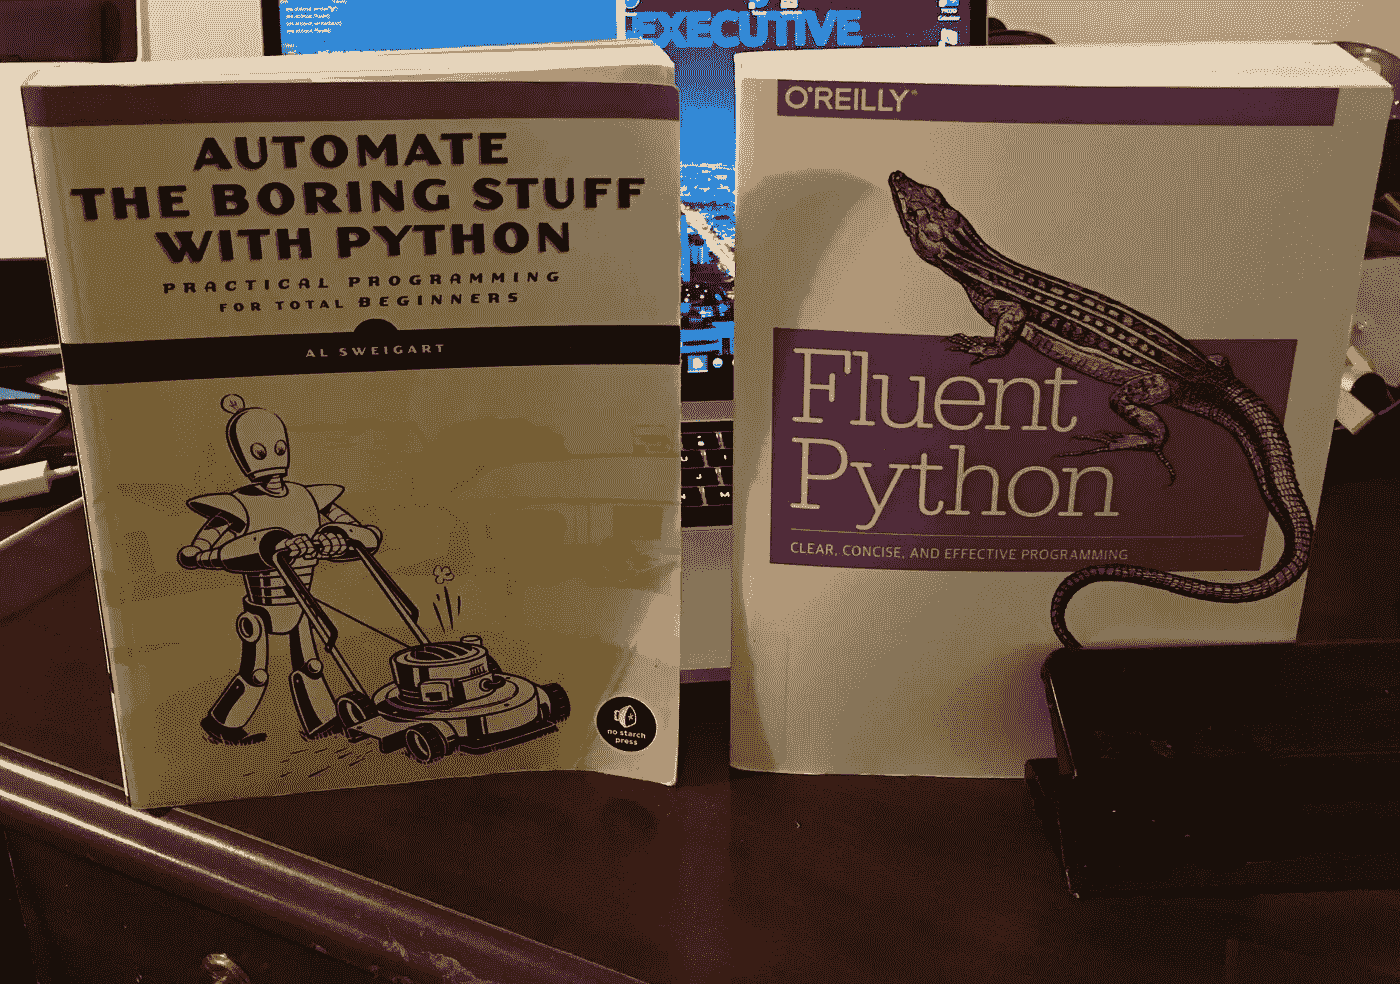 EXECUTIVE
AUTOMATE
THE BORING STUFF
WITH PYTHON
PRACTICAL PROGRAMMING
FOR TOTAL BEGINNERS
AL SWEIGART
no starch
press
O'REILLY®
Fluent
Python
CLEAR, CONCISE, AND EFFECTIVE PROGRAMMING